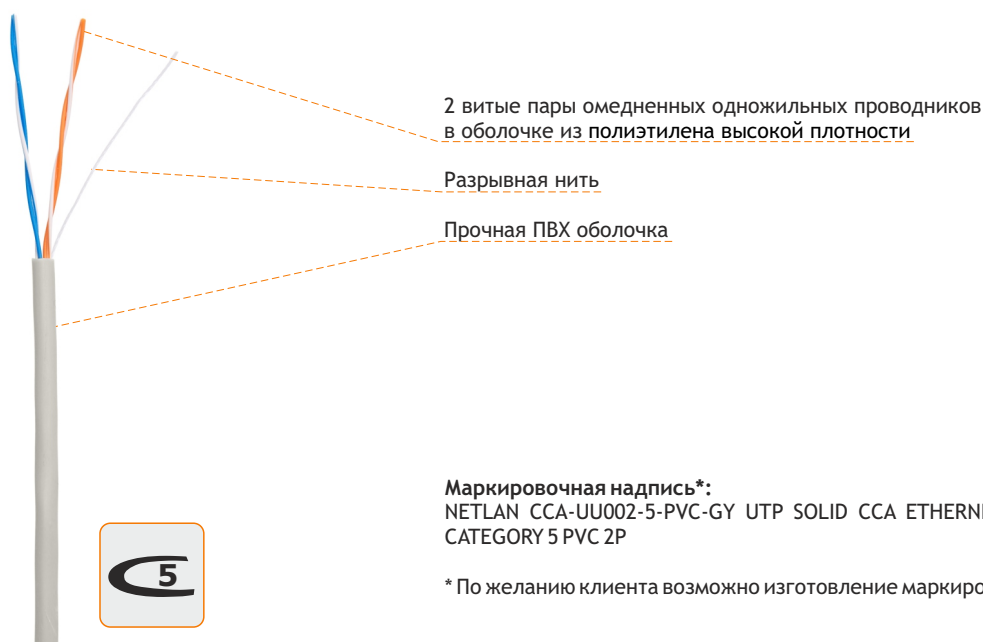 2 витые пары омедненных одножильных проводников
в оболочке из полиэтилена высокой плотности
Разрывная нить
Прочная ПВХ оболочка
Маркировочная надпись*:
NETLAN CCA-UU002-5-PVC-GY UTP SOLID CCA
CATEGORY 5 PVC 2P
* По желанию клиента возможно изготовление
5